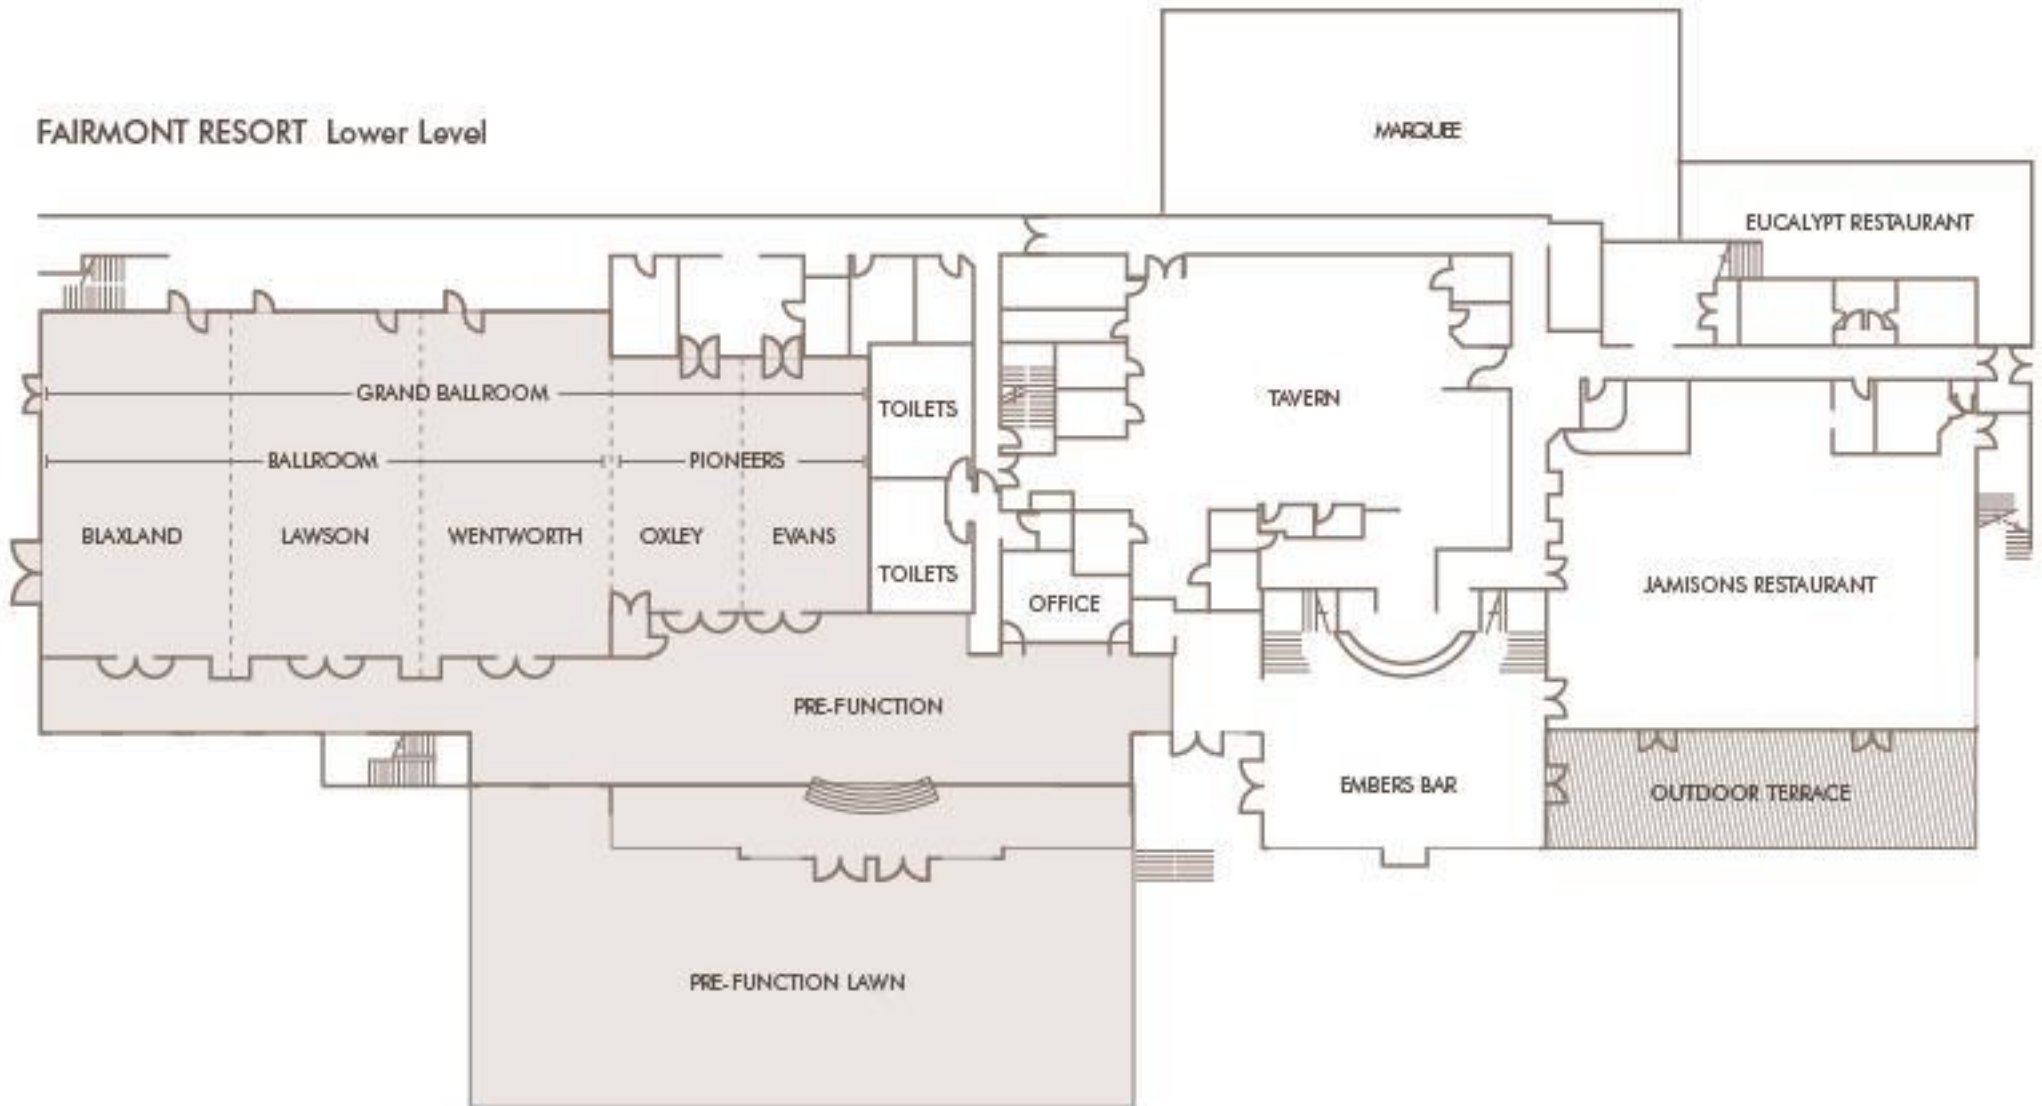 FAIRMONT RESORT Lower Level
MARQUEE
EUCALYPT RESTAURANT
GRAND BALLROOM
TOILETS
TAVERN
BALLROOM
PIONEERS
BLAXLAND
LAWSON
WENTWORTH
OXLEY
EVANS
TOILETS
OFFICE
JAMISONS RESTAURANT
PRE-FUNCTION
EMBERS BAR
OUTDOOR TERRACE
PRE-FUNCTION LAWN